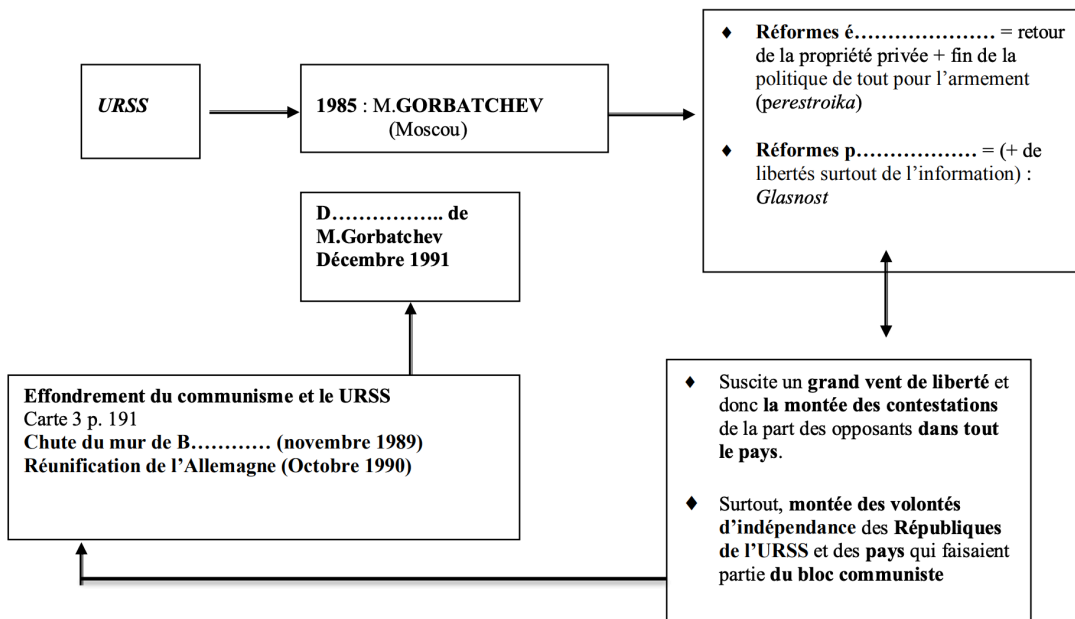 URSS
1985 : M.GORBATCHEV
(Moscou)
♦ Réformes é………………… = retour
de la propriété privée + fin de la
politique de tout pour l’armement
(perestroika)
♦ Réformes p……………… = (+ de
libertés surtout de l’information) :
Glasnost
D…………….. de
M.Gorbatchev
Décembre 1991
Effondrement du communisme et le URSS
Carte 3 p. 191
Chute du mur de B………… (novembre 1989)
Réunification de l’Allemagne (Octobre 1990)
♦ Suscite un grand vent de liberté et
donc la montée des contestations
de la part des opposants dans tout
le pays.
♦ Surtout, montée des volontés
d’indépendance des Républiques
de l’URSS et des pays qui faisaient
partie du bloc communiste